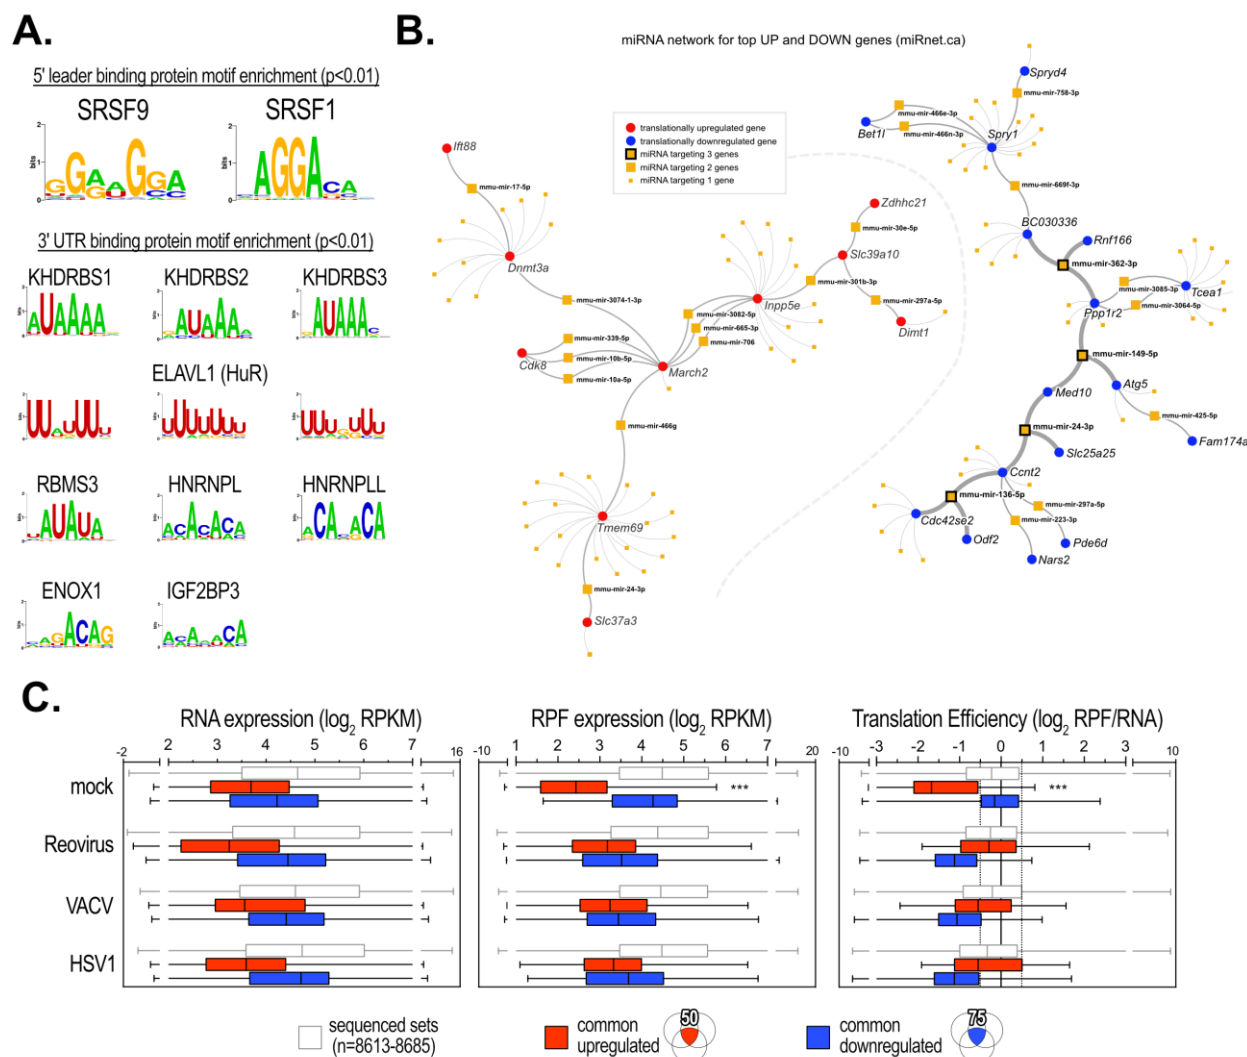 A.
5' leader binding protein motif enrichment (p<0.01)
SRSF9
SRSF1
3' UTR binding protein motif enrichment (p<0.01)
KHDRBS1
KHDRBS2
KHDRBS3
ELAVL1 (HuR)
RBMS3
HNRNPL
HNRNPLL
ENOX1
IGF2BP3
B.
miRNA network for top UP and DOWN genes (miRnet.ca)
translationally upregulated gene
translationally downregulated gene
miRNA targeting 3 genes
miRNA targeting 2 genes
miRNA targeting 1 gene
Ift88
mmu-mir-17-5p
Dnmt3a
mmu-mir-3074-1-3p
mmu-mir-339-5p
mmu-mir-10b-5p
mmu-mir-10a-5p
Cdk8
March2
mmu-mir-3082-5p
mmu-mir-665-3p
mmu-mir-706
Inpp5e
Zdhhc21
mmu-mir-30e-5p
Slc39a10
mmu-mir-301b-3p
mmu-mir-297a-5p
Dimt1
mmu-mir-466g
Tmem69
mmu-mir-24-3p
Slc37a3
Spryd4
mmu-mir-758-3p
mmu-mir-466e-3p
Bet1l
mmu-mir-466n-3p
Spry1
mmu-mir-669f-3p
BC030336
Rnf166
mmu-mir-362-3p
mmu-mir-3085-3p
mmu-mir-3064-5p
Tcea1
Ppp1r2
mmu-mir-149-5p
Med10
Atg5
mmu-mir-425-5p
Fam174a
mmu-mir-24-3p
Slc25a25
Ccnt2
mmu-mir-136-5p
mmu-mir-297a-5p
mmu-mir-223-3p
Cdc42se2
Odf2
Pde6d
Nars2
C.
RNA expression (log2 RPKM)
-2 2 3 4 5 6 7 16
RPF expression (log2 RPKM)
-10 1 2 3 4 5 6 7 20
Translation Efficiency (log2 RPF/RNA)
-10 -3 -2 -1 0 1 2 3 10
mock
***
***
Reovirus
VACV
HSV1
sequenced sets
(n=8613-8685)
common
upregulated
50
common
downregulated
75